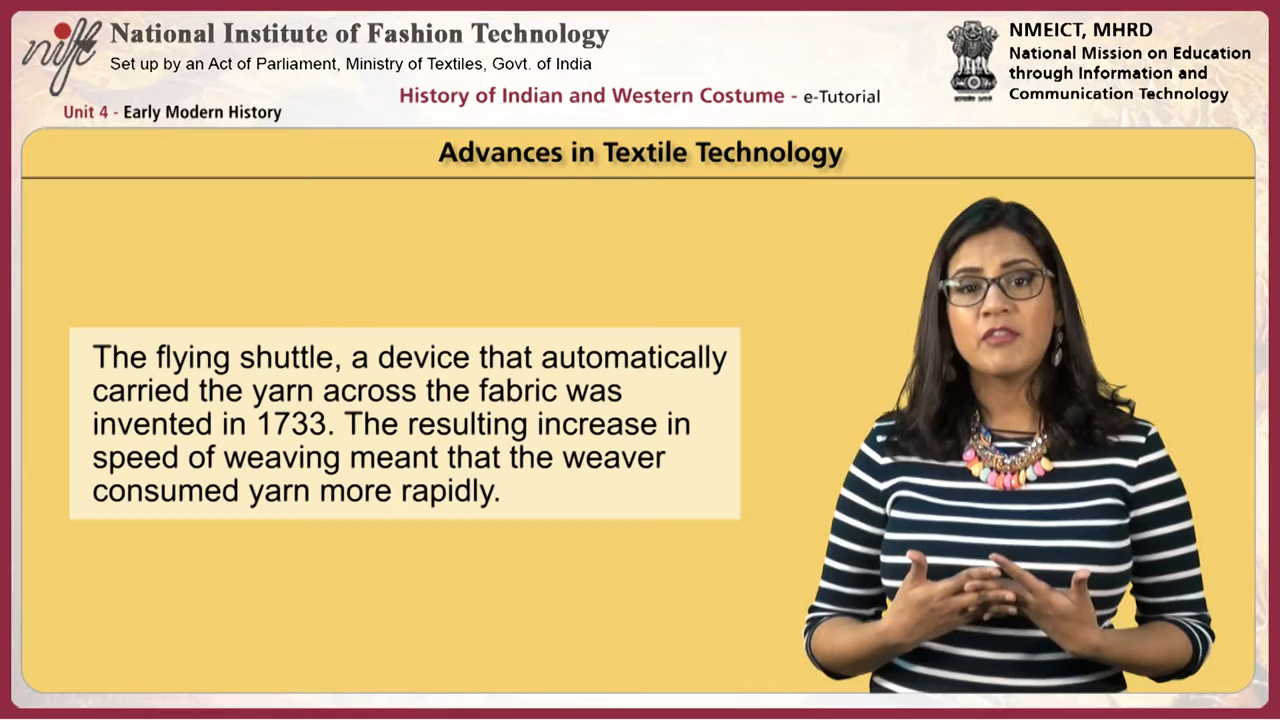 nift
National Institute of Fashion Technology
Set up by an Act of Parliament, Ministry of Textiles, Govt. of India
NMEICT, MHRD
National Mission on Education
through Information and
Communication Technology
History of Indian and Western Costume - e-Tutorial
Unit 4 - Early Modern History
Advances in Textile Technology
The flying shuttle, a device that automatically
carried the yarn across the fabric was
invented in 1733. The resulting increase in
speed of weaving meant that the weaver
consumed yarn more rapidly.